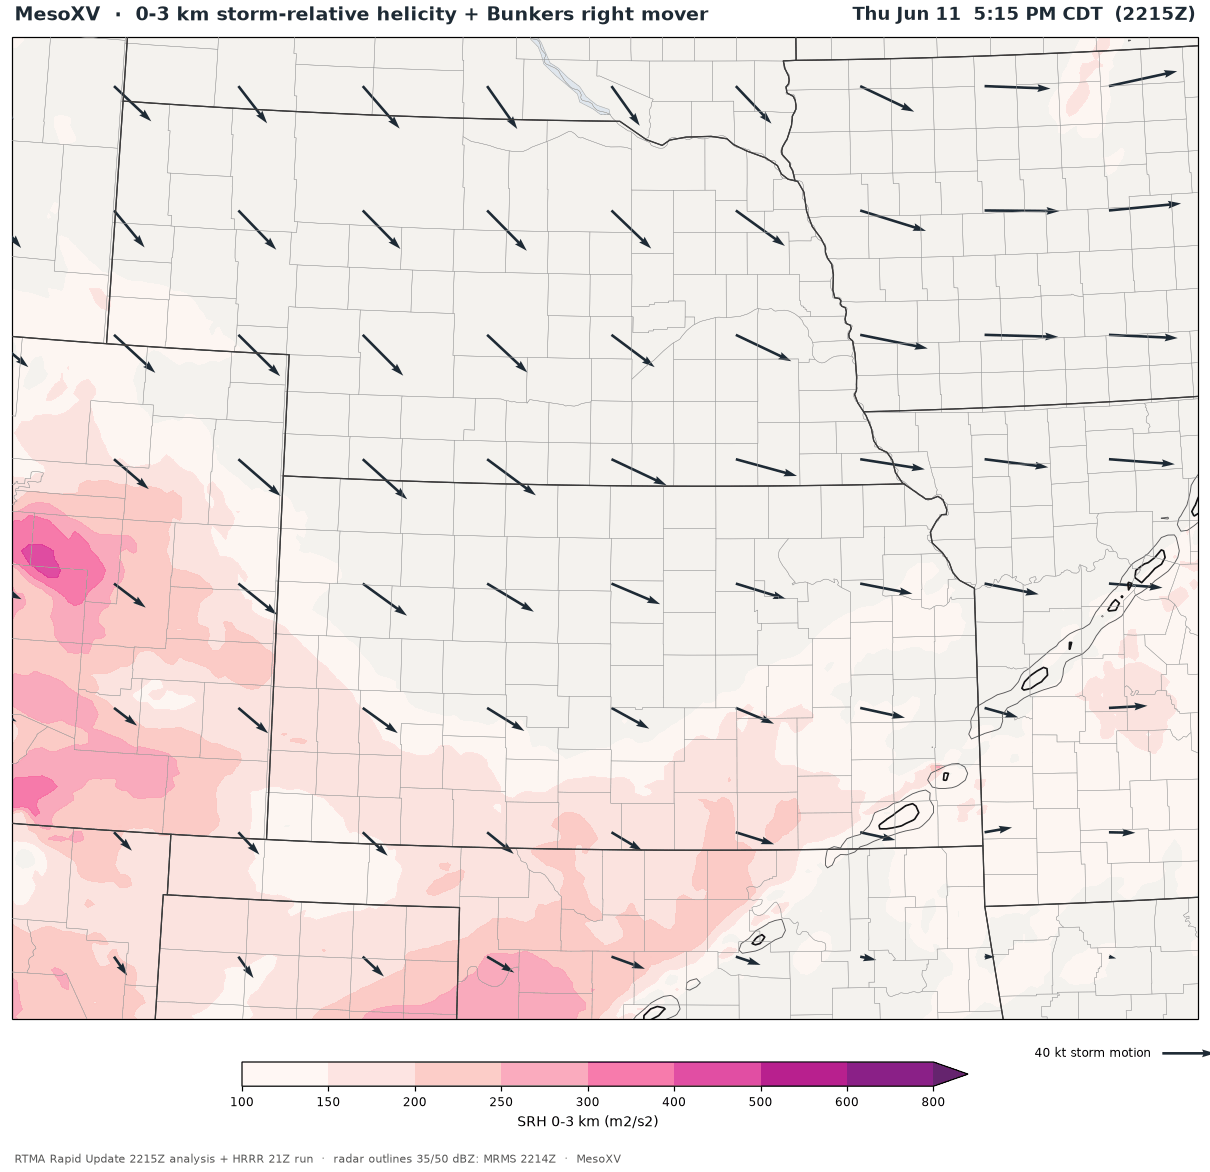 MesoXV · 0-3 km storm-relative helicity + Bunkers right mover
Thu Jun 11 5:15 PM CDT (2215Z)
40 kt storm motion
100 150 200 250 300 400 500 600 800
SRH 0-3 km (m2/s2)
RTMA Rapid Update 2215Z analysis + HRRR 21Z run · radar outlines 35/50 dBZ: MRMS 2214Z · MesoXV